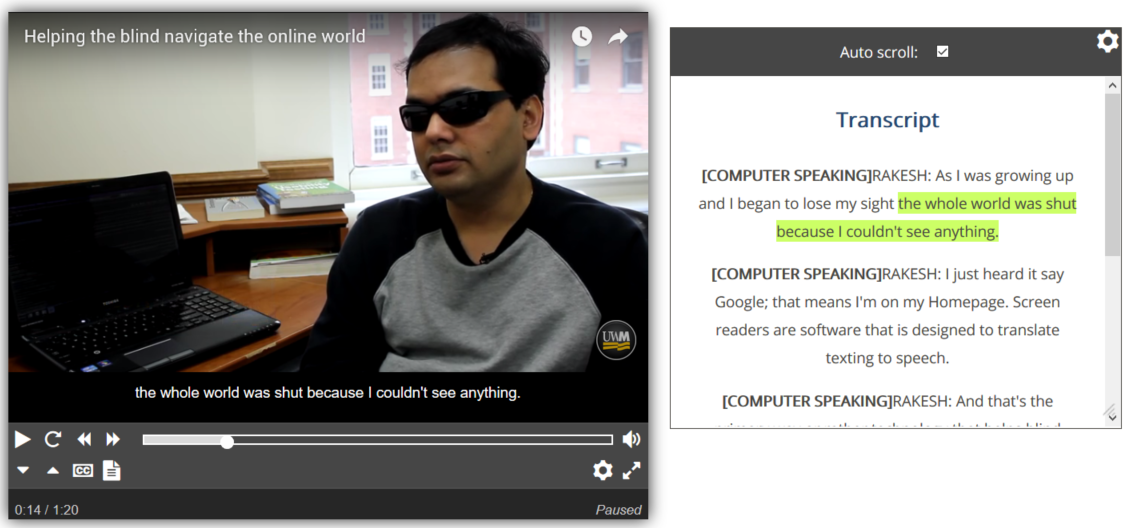 Helping the blind navigate the online world
UWM
the whole world was shut because I couldn't see anything.
CC
0:14 / 1:20
Paused
Auto scroll:
Transcript
[COMPUTER SPEAKING]RAKESH: As I was growing up
and I began to lose my sight the whole world was shut
because I couldn't see anything.
[COMPUTER SPEAKING]RAKESH: I just heard it say
Google; that means I'm on my Homepage. Screen
readers are software that is designed to translate
texting to speech.
[COMPUTER SPEAKING]RAKESH: And that's the